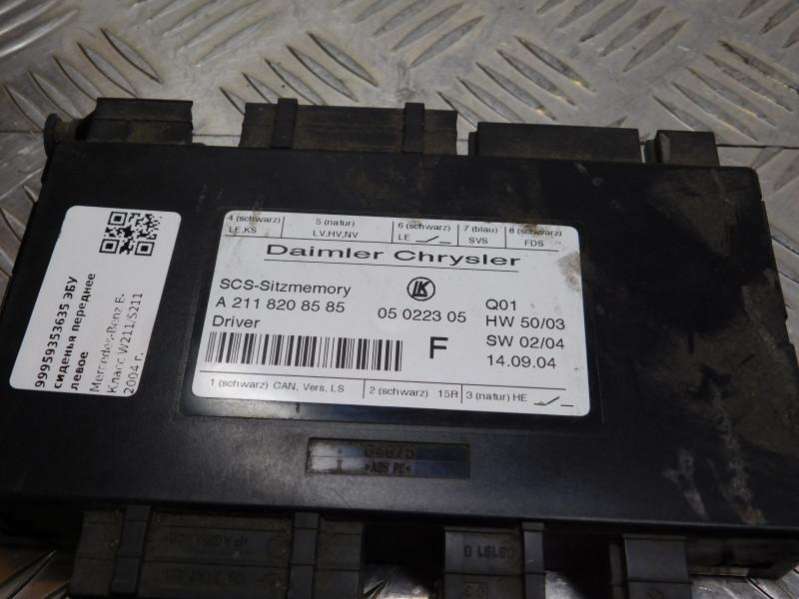 4 (schwarz) 5 (natur) 6 (schwarz) 7 (blau) 8 (schwarz)
LE,KS LV,HV,NV LE SVS FDS
Daimler Chrysler
SCS-Sitzmemory
A 211 820 85 85
Driver
LK
05 0223 05
F
Q01
HW 50/03
SW 02/04
14.09.04
1 (schwarz) CAN, Vers, LS 2 (schwarz) 15R 3 (natur) HE
99959353635 ЭБУ
сиденья переднее
левое
Mercedes-Benz E-
Класс W211/S211
2004 г.